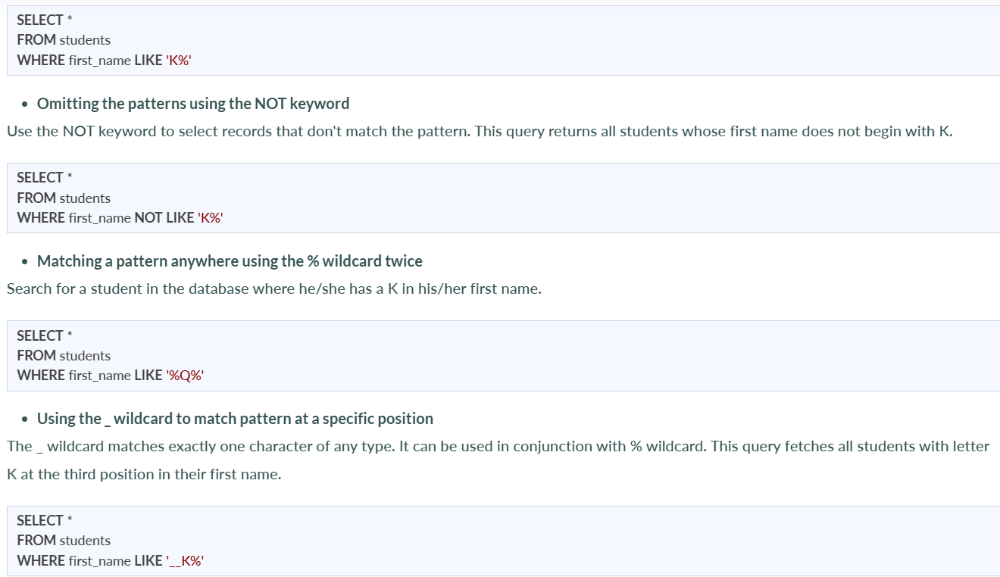 SELECT *
FROM students
WHERE first_name LIKE 'K%'
• Omitting the patterns using the NOT keyword
Use the NOT keyword to select records that don't match the pattern. This query returns all students whose first name does not begin with K.
SELECT *
FROM students
WHERE first_name NOT LIKE 'K%'
• Matching a pattern anywhere using the % wildcard twice
Search for a student in the database where he/she has a K in his/her first name.
SELECT *
FROM students
WHERE first_name LIKE '%Q%'
• Using the _ wildcard to match pattern at a specific position
The _ wildcard matches exactly one character of any type. It can be used in conjunction with % wildcard. This query fetches all students with letter
K at the third position in their first name.
SELECT *
FROM students
WHERE first_name LIKE '__K%'